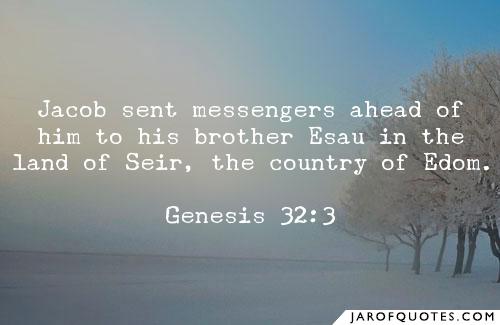 Jacob sent messengers ahead of
him to his brother Esau in the
land of Seir, the country of Edom.
Genesis 32:3
JAROFQUOTES.COM